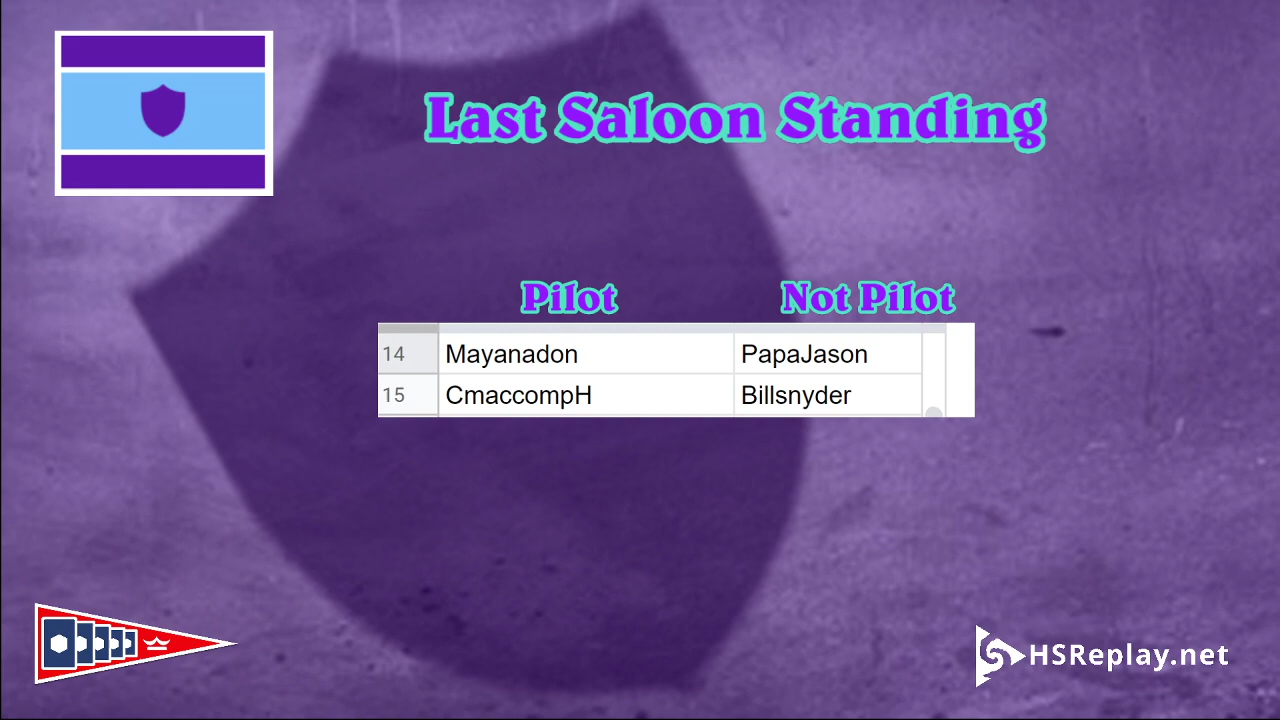 Last Saloon Standing
Pilot Not Pilot
14 Mayanadon PapaJason
15 CmaccompH Billsnyder
HSReplay.net